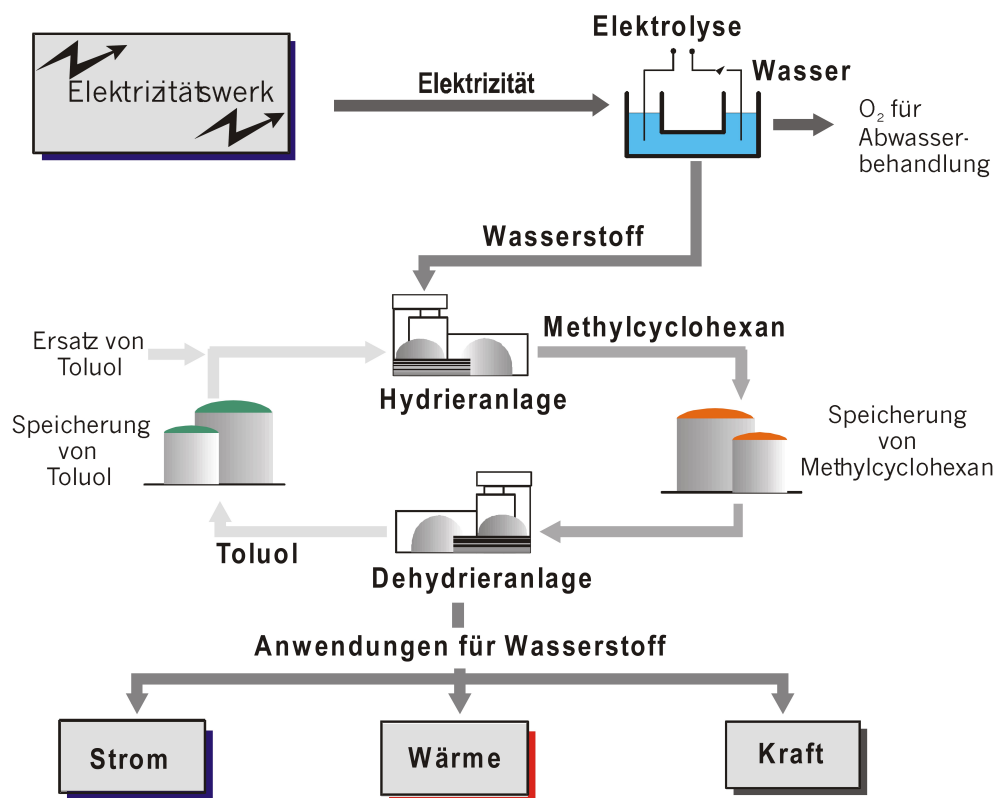 Elektrolyse
Elektrizitätswerk
Elektrizität
Wasser
O₂ für
Abwasser-
behandlung
Wasserstoff
Ersatz von
Toluol
Methylcyclohexan
Hydrieranlage
Speicherung
von
Toluol
Speicherung
von
Methylcyclohexan
Toluol
Dehydrieranlage
Anwendungen für Wasserstoff
Strom
Wärme
Kraft